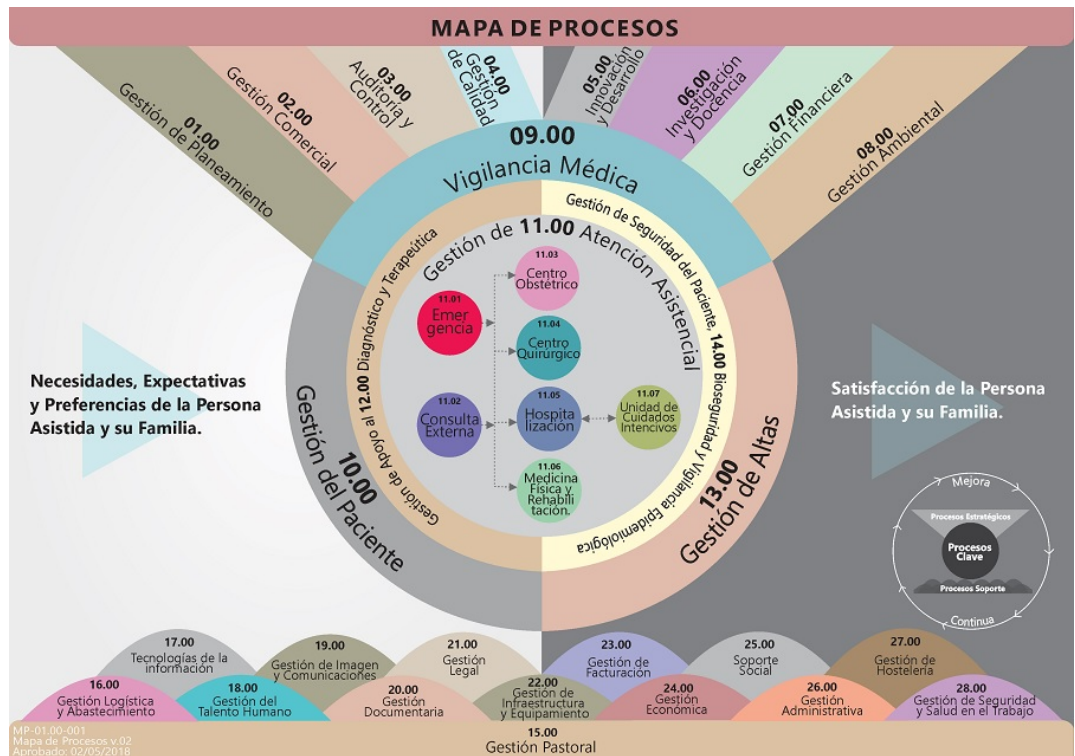 MAPA DE PROCESOS
01.00
Gestión de Planeamiento
02.00
Gestión Comercial
03.00
Auditoría y
Control
04.00
Gestión
de Calidad
05.00
Innovación
y Desarrollo
06.00
Investigación
y Docencia
07.00
Gestión Financiera
08.00
Gestión Ambiental
09.00
Vigilancia Médica
10.00
Gestión del Paciente
Gestión de Apoyo al 12.00 Diagnóstico y Terapeútica
Gestión de Seguridad del Paciente, 14.00 Bioseguridad y Vigilancia Epidemiológica
13.00
Gestión de Altas
Gestión de 11.00 Atención Asistencial
11.01
Emer
gencia
11.02
Consulta
Externa
11.03
Centro
Obstétrico
11.04
Centro
Quirúrgico
11.05
Hospita
lización
11.06
Medicina
Física y
Rehabili
tación.
11.07
Unidad de
Cuidados
Intencivos
Necesidades, Expectativas
y Preferencias de la Persona
Asistida y su Familia.
Satisfacción de la Persona
Asistida y su Familia.
Mejora
Procesos Estratégicos
Procesos
Clave
Procesos Soporte
Continua
17.00
Tecnologías de la
información
19.00
Gestión de Imagen
y Comunicaciones
21.00
Gestión
Legal
23.00
Gestión de
Facturación
25.00
Soporte
Social
27.00
Gestión de
Hostelería
16.00
Gestión Logística
y Abastecimiento
18.00
Gestión del
Talento Humano
20.00
Gestión
Documentaria
22.00
Gestión de
Infraestructura
y Equipamiento
24.00
Gestión
Económica
26.00
Gestión
Administrativa
28.00
Gestión de Seguridad
y Salud en el Trabajo
15.00
Gestión Pastoral
MP-01.00-001
Mapa de Procesos v.02
Aprobado: 02/05/2018